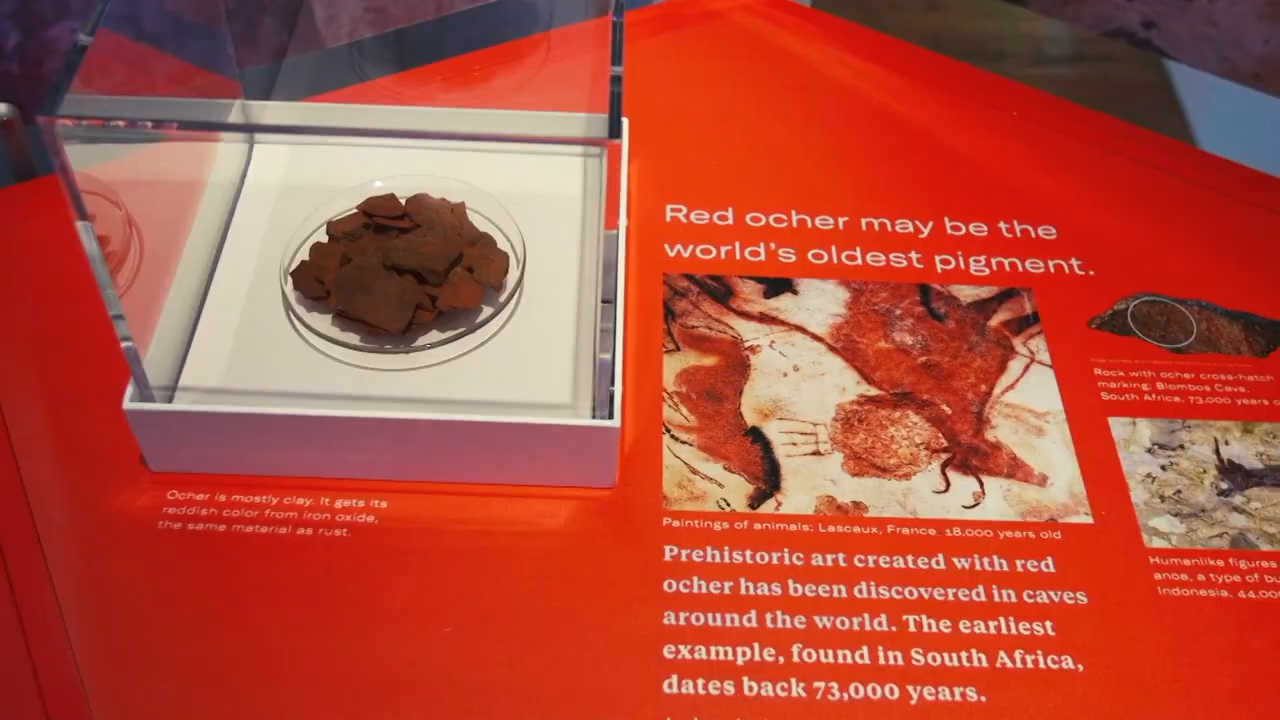 Red ocher may be the
world's oldest pigment.
Ocher is mostly clay. It gets its
reddish color from iron oxide,
the same material as rust.
Paintings of animals; Lascaux, France. 18,000 years old
Prehistoric art created with red
ocher has been discovered in caves
around the world. The earliest
example, found in South Africa,
dates back 73,000 years.
Rock with ocher cross-hatch
marking; Blombos Cave,
South Africa. 73,000 years
Humanlike figures
anoa, a type of
Indonesia. 44,